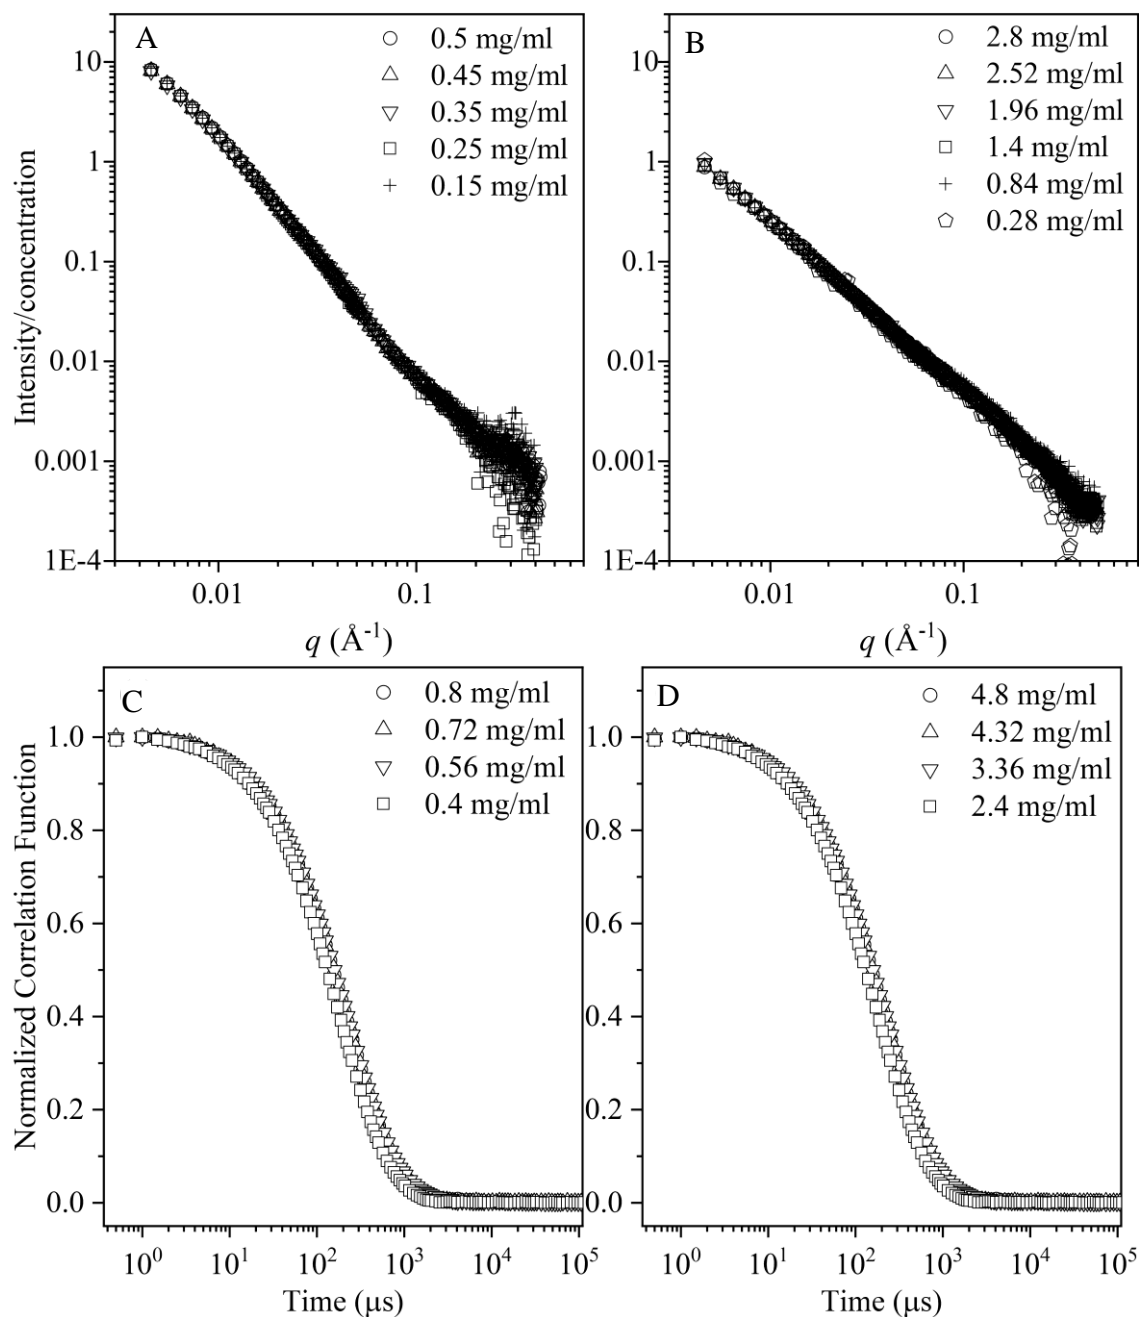 A
0.5 mg/ml
0.45 mg/ml
0.35 mg/ml
0.25 mg/ml
0.15 mg/ml
10
1
0.1
0.01
0.001
1E-4
0.01
0.1
q (Å-1)
Intensity/concentration
B
2.8 mg/ml
2.52 mg/ml
1.96 mg/ml
1.4 mg/ml
0.84 mg/ml
0.28 mg/ml
10
1
0.1
0.01
0.001
1E-4
0.01
0.1
q (Å-1)
C
0.8 mg/ml
0.72 mg/ml
0.56 mg/ml
0.4 mg/ml
1.0
0.8
0.6
0.4
0.2
0.0
10^0
10^1
10^2
10^3
10^4
10^5
Time (μs)
Normalized Correlation Function
D
4.8 mg/ml
4.32 mg/ml
3.36 mg/ml
2.4 mg/ml
1.0
0.8
0.6
0.4
0.2
0.0
10^0
10^1
10^2
10^3
10^4
10^5
Time (μs)